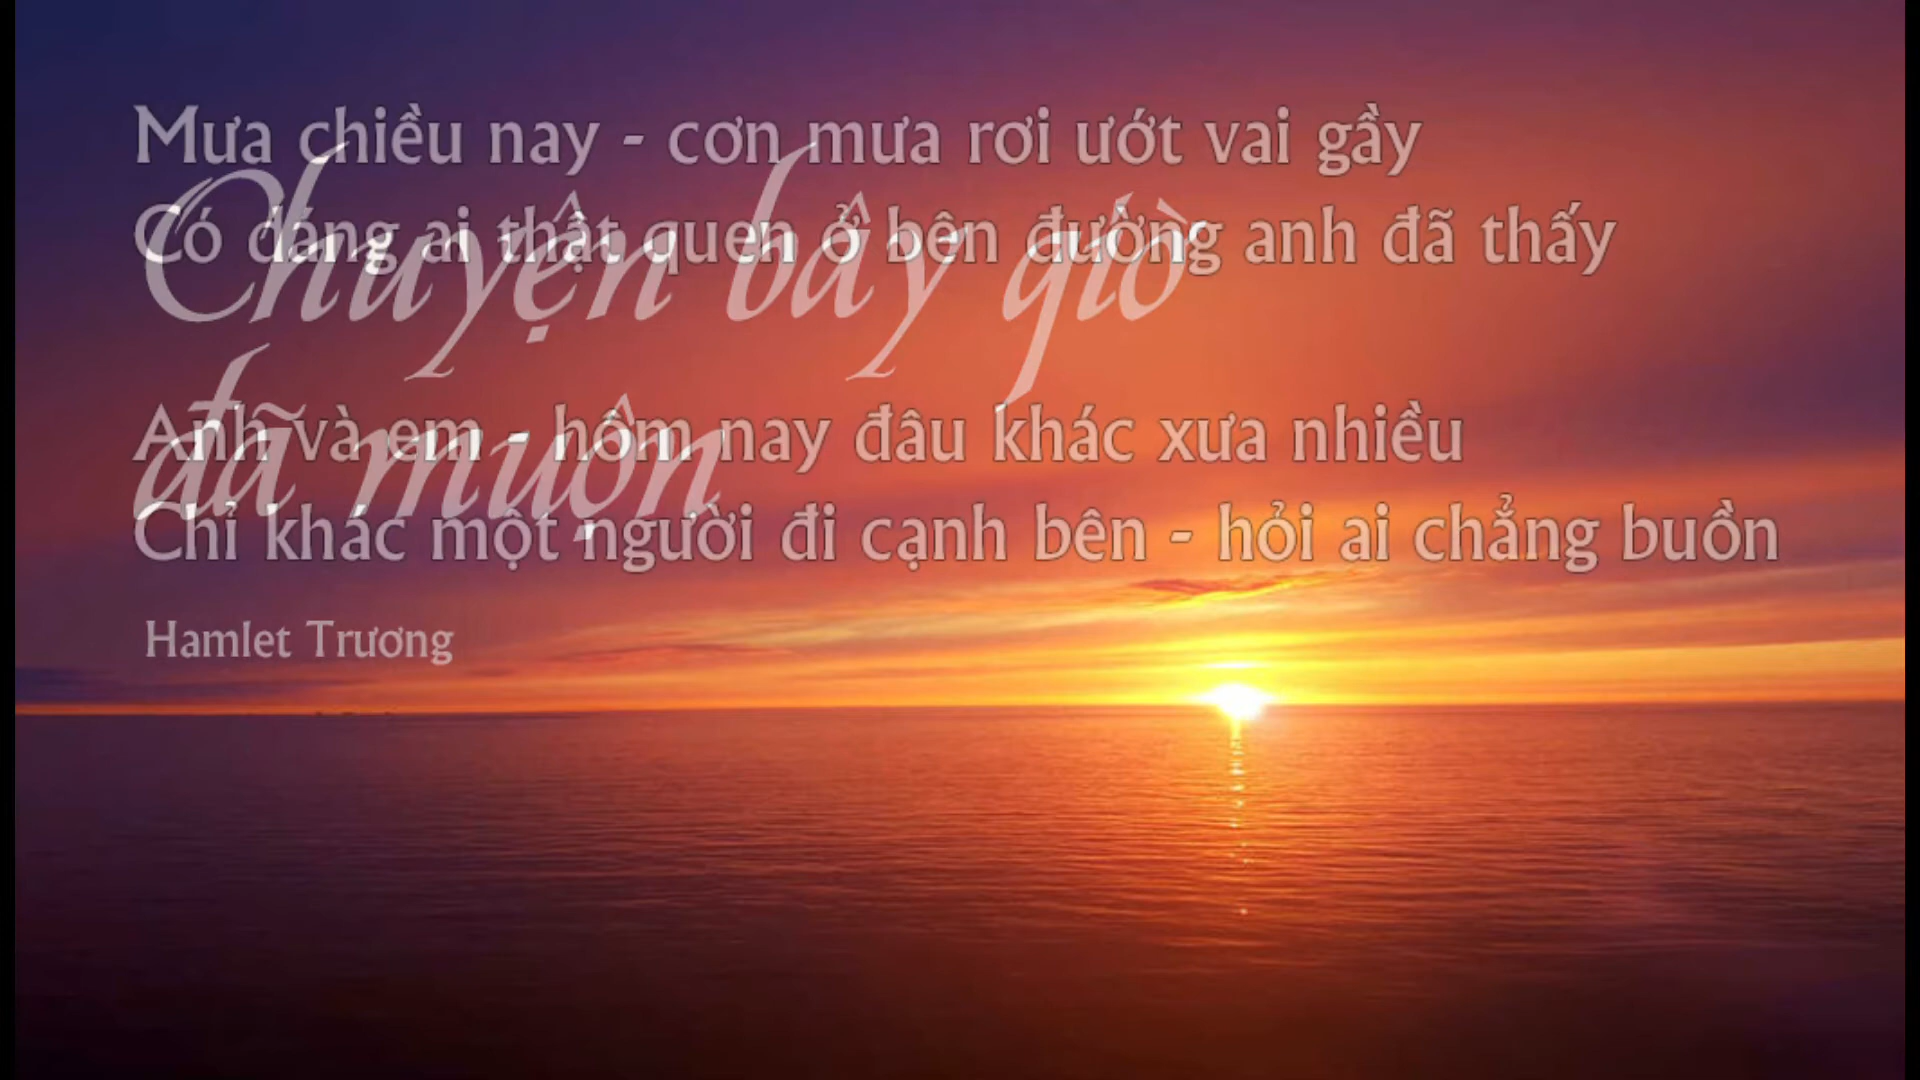 Mưa chiều nay - cơn mưa rơi ướt vai gầy
Có dáng ai thật quen ở bên đường anh đã thấy
Chuyện bây giờ
đã muộn
Anh và em - hôm nay đâu khác xưa nhiều
Chỉ khác một người đi cạnh bên - hỏi ai chẳng buồn
Hamlet Trương